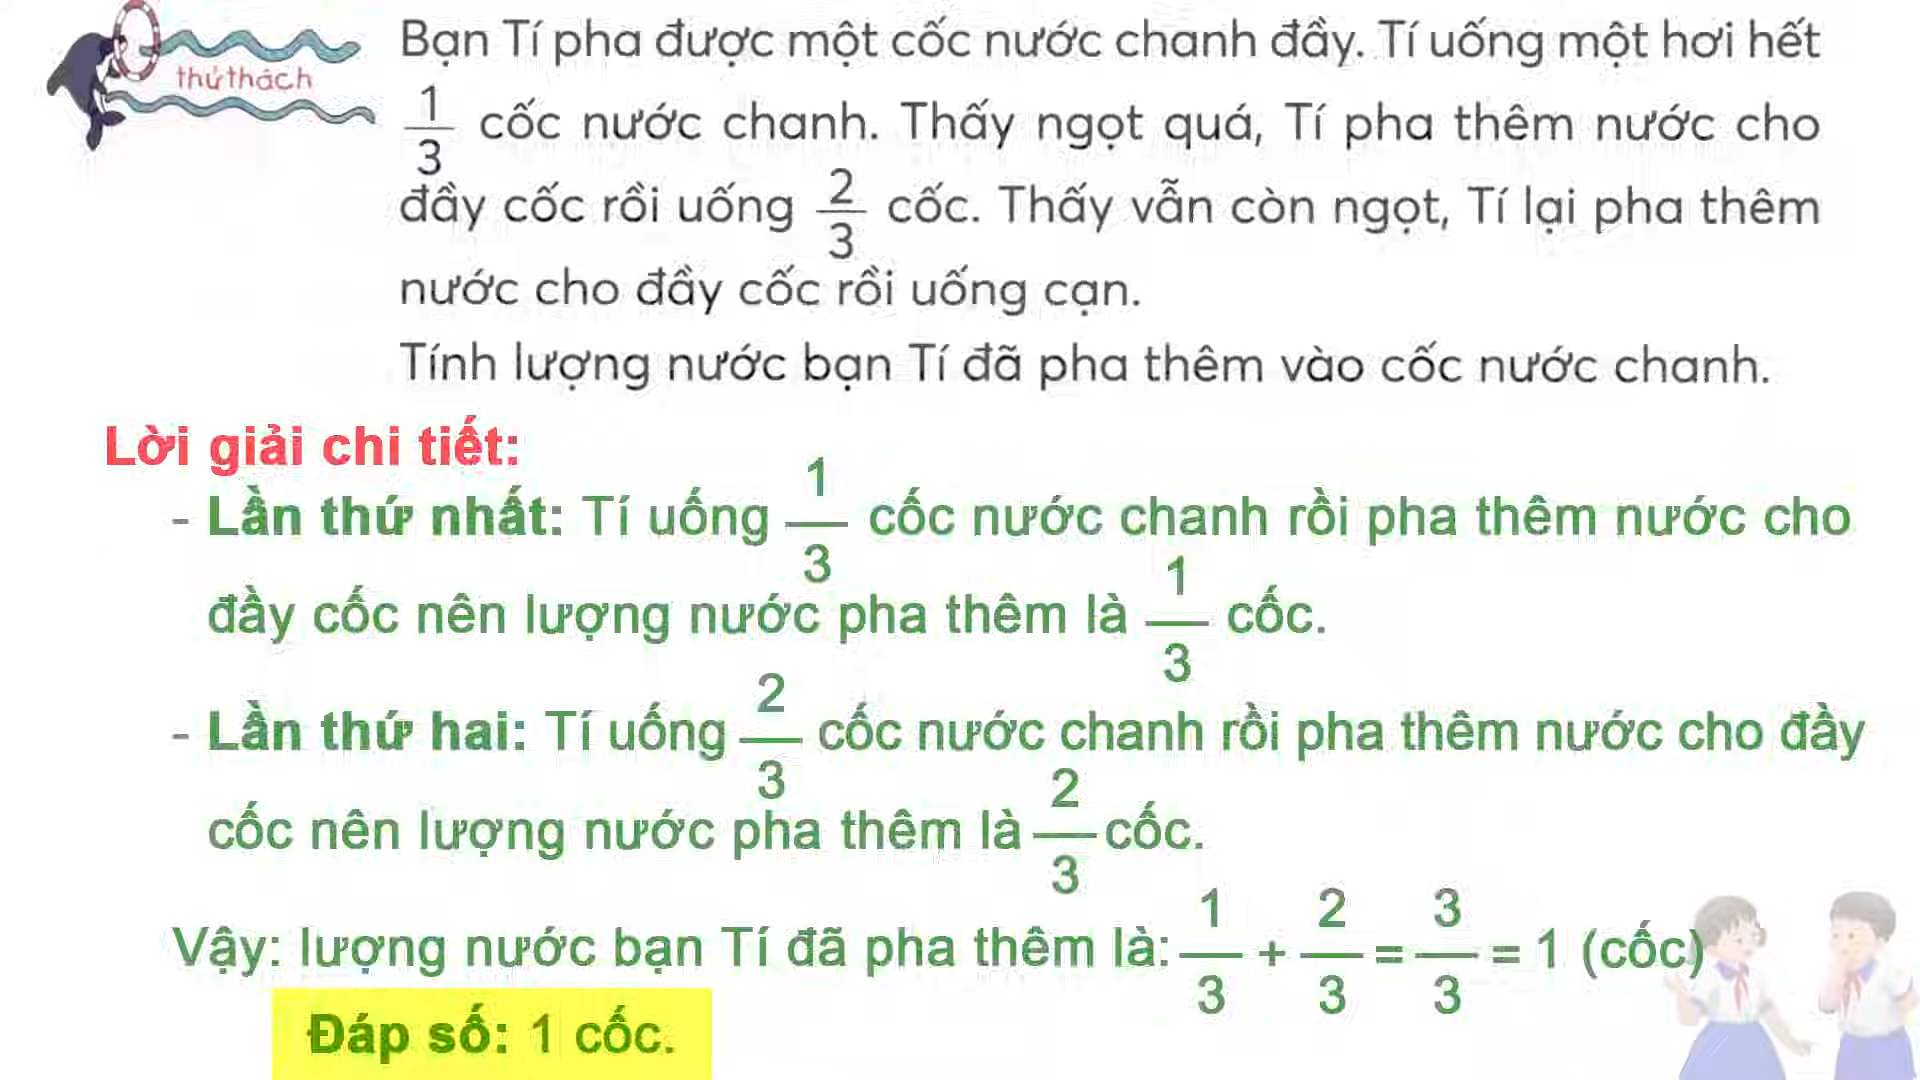 thử thách
Bạn Tí pha được một cốc nước chanh đầy. Tí uống một hơi hết
1/3 cốc nước chanh. Thấy ngọt quá, Tí pha thêm nước cho
đầy cốc rồi uống 2/3 cốc. Thấy vẫn còn ngọt, Tí lại pha thêm
nước cho đầy cốc rồi uống cạn.
Tính lượng nước bạn Tí đã pha thêm vào cốc nước chanh.
Lời giải chi tiết:
- Lần thứ nhất: Tí uống 1/3 cốc nước chanh rồi pha thêm nước cho
đầy cốc nên lượng nước pha thêm là 1/3 cốc.
- Lần thứ hai: Tí uống 2/3 cốc nước chanh rồi pha thêm nước cho đầy
cốc nên lượng nước pha thêm là 2/3 cốc.
Vậy: lượng nước bạn Tí đã pha thêm là: 1/3 + 2/3 = 3/3 = 1 (cốc)
Đáp số: 1 cốc.